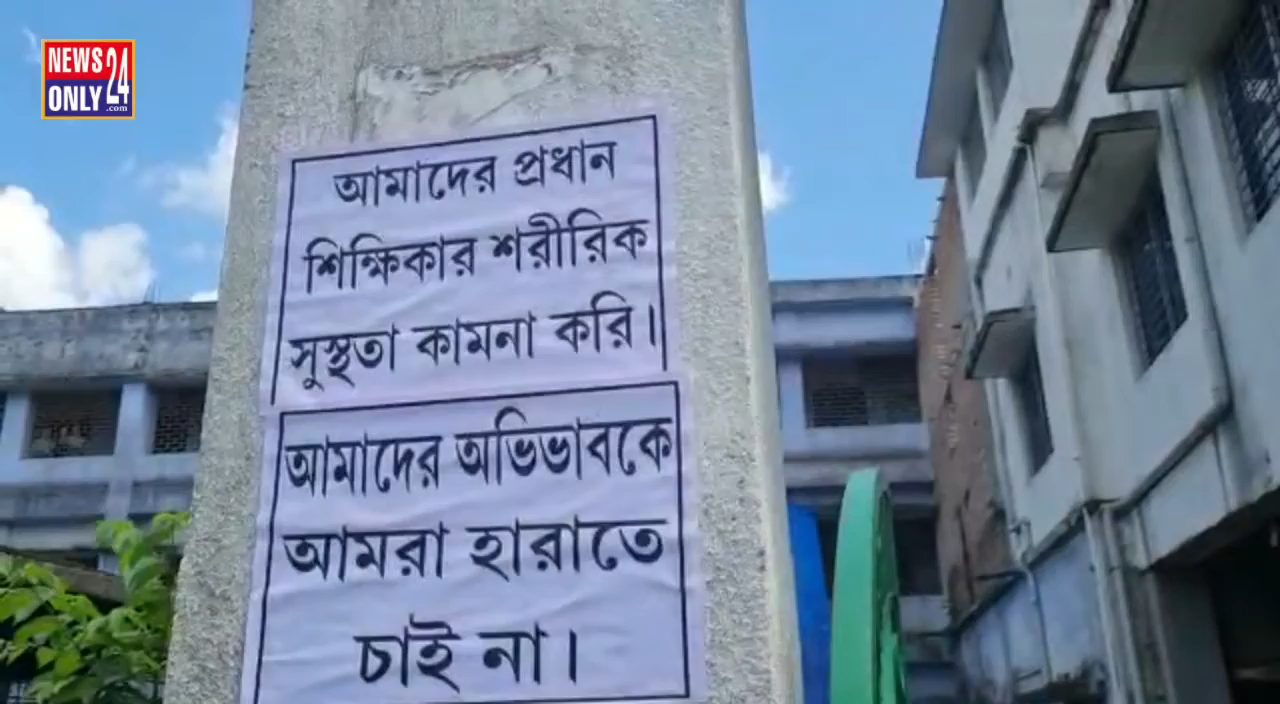 NEWS
ONLY 24
.com
আমাদের প্রধান
শিক্ষিকার শরীরিক
সুস্থতা কামনা করি।
আমাদের অভিভাবকে
আমরা হারাতে
চাই না।